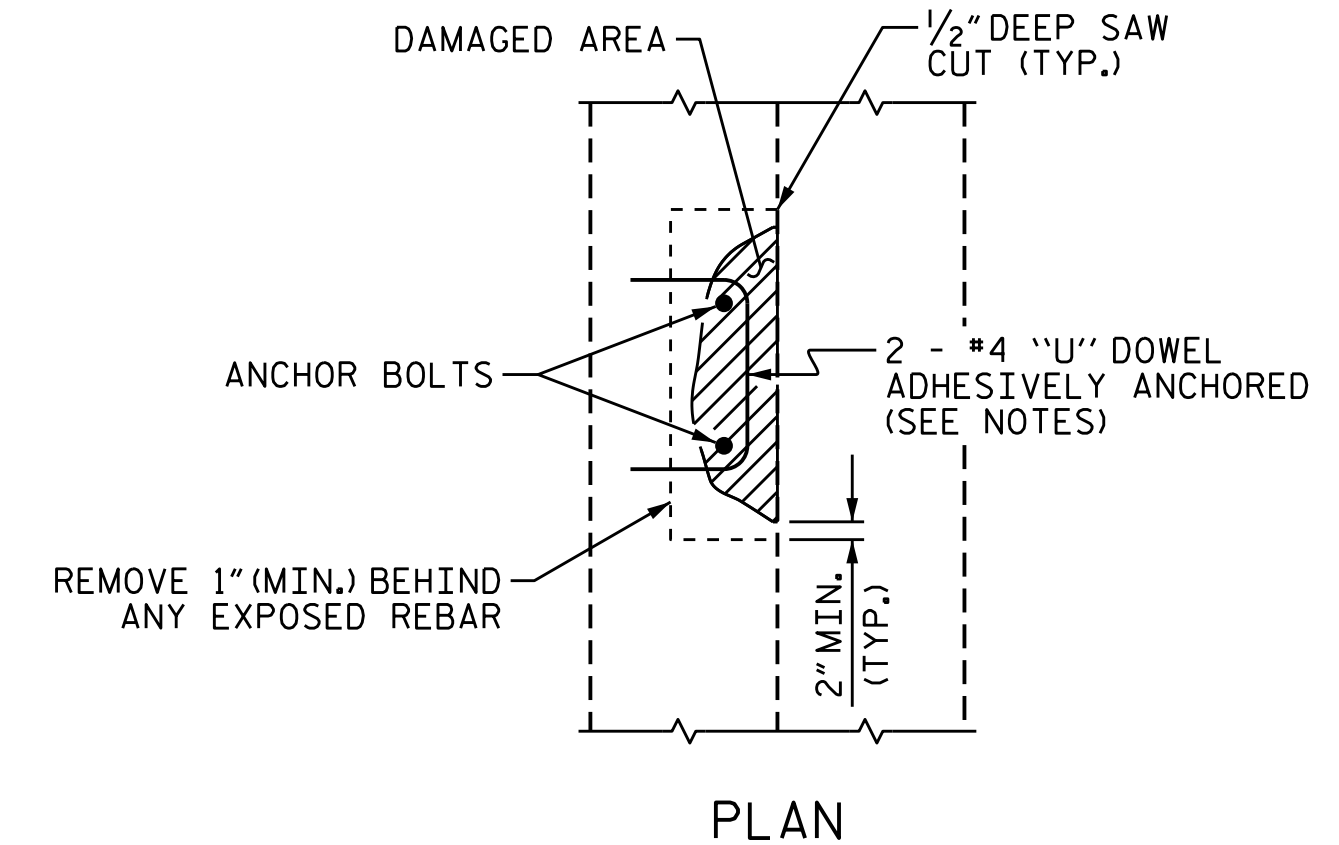 DAMAGED AREA
1/2" DEEP SAW
CUT (TYP.)
ANCHOR BOLTS
2 - #4 "U" DOWEL
ADHESIVELY ANCHORED
(SEE NOTES)
REMOVE 1" (MIN.) BEHIND
ANY EXPOSED REBAR
2" MIN.
(TYP.)
PLAN